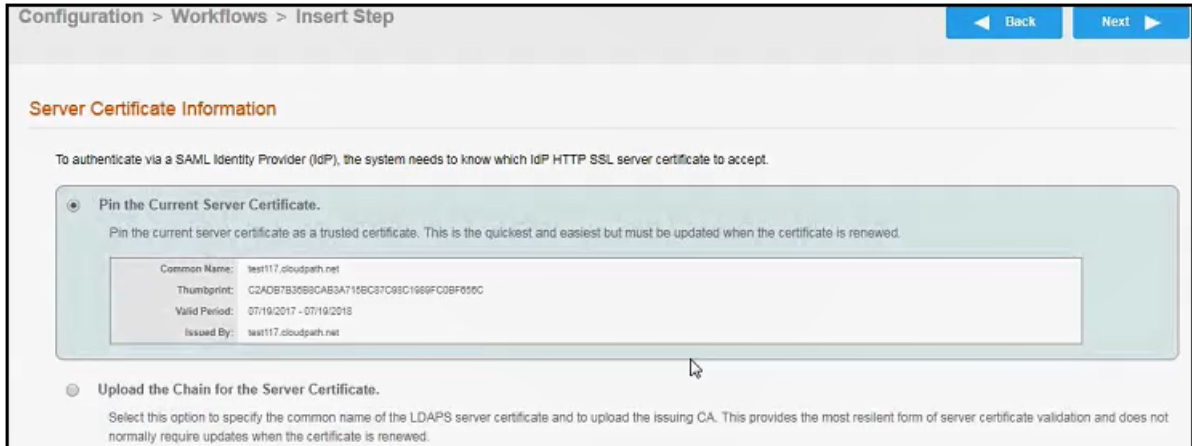 Configuration > Workflows > Insert Step
Back
Next
Server Certificate Information
To authenticate via a SAML Identity Provider (IdP), the system needs to know which IdP HTTP SSL server certificate to accept.
Pin the Current Server Certificate.
Pin the current server certificate as a trusted certificate. This is the quickest and easiest but must be updated when the certificate is renewed.
Common Name: test117.cloudpath.net
Thumbprint:
Valid Period: 07/19/2017 - 07/19/2018
Issued By: test117.cloudpath.net
Upload the Chain for the Server Certificate.
Select this option to specify the common name of the LDAPS server certificate and to upload the issuing CA. This provides the most resilent form of server certificate validation and does not
normally require updates when the certificate is renewed.